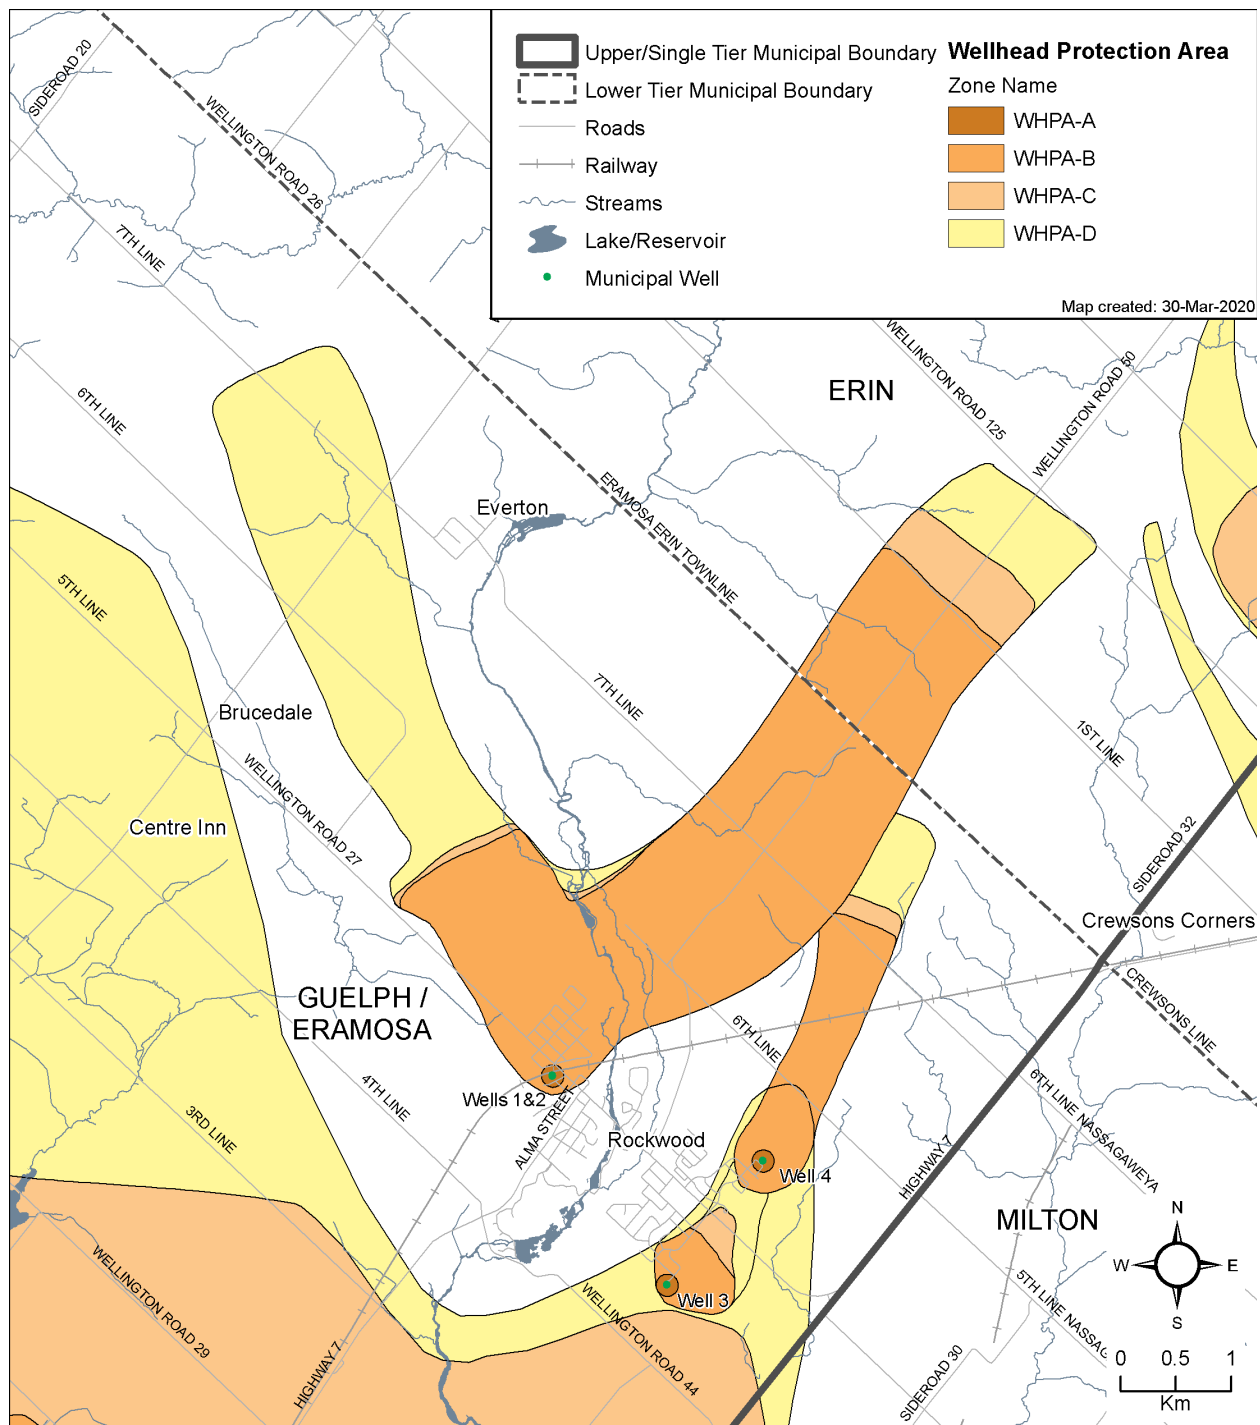 Upper/Single Tier Municipal Boundary
Lower Tier Municipal Boundary
Roads
Railway
Streams
Lake/Reservoir
Municipal Well
Wellhead Protection Area
Zone Name
WHPA-A
WHPA-B
WHPA-C
WHPA-D
Map created: 30-Mar-2020
SIDEROAD 20
WELLINGTON ROAD 26
7TH LINE
6TH LINE
WELLINGTON ROAD 125
WELLINGTON ROAD 50
ERIN
Everton
ERAMOSA ERIN TOWNLINE
5TH LINE
7TH LINE
Brucedale
1ST LINE
WELLINGTON ROAD 27
Centre Inn
SIDEROAD 32
Crewsons Corners
GUELPH /
ERAMOSA
CREWSONS LINE
6TH LINE
4TH LINE
3RD LINE
Wells 1&2
ALMA STREET
Rockwood
6TH LINE NASSAGAWEYA
Well 4
HIGHWAY 7
MILTON
N
W
E
S
WELLINGTON ROAD 29
Well 3
WELLINGTON ROAD 44
5TH LINE NASSAG
HIGHWAY 7
SIDEROAD 30
0 0.5 1
Km